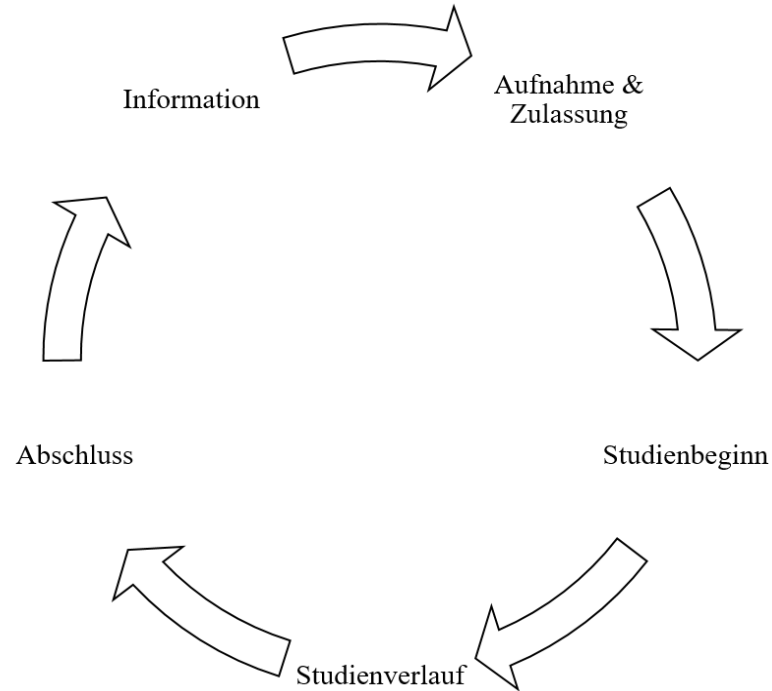 Information
Aufnahme &
Zulassung
Studienbeginn
Studienverlauf
Abschluss